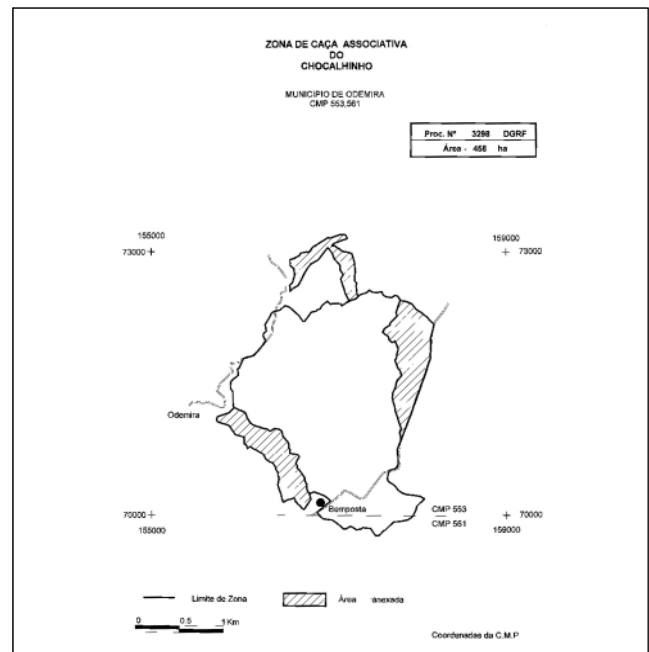 ZONA DE CAÇA ASSOCIATIVA
DO
CHOCALHINHO
MUNICIPIO DE ODEMIRA
CMP 553,561
Proc. Nº 3298 DGRF
Área - 456 ha
155000
73000
159000
73000
Odemira
Bemposta
CMP 553
CMP 561
70000
155000
70000
159000
Limite de Zona
Área anexada
0 0.5 1Km
Coordenadas da C.M.P